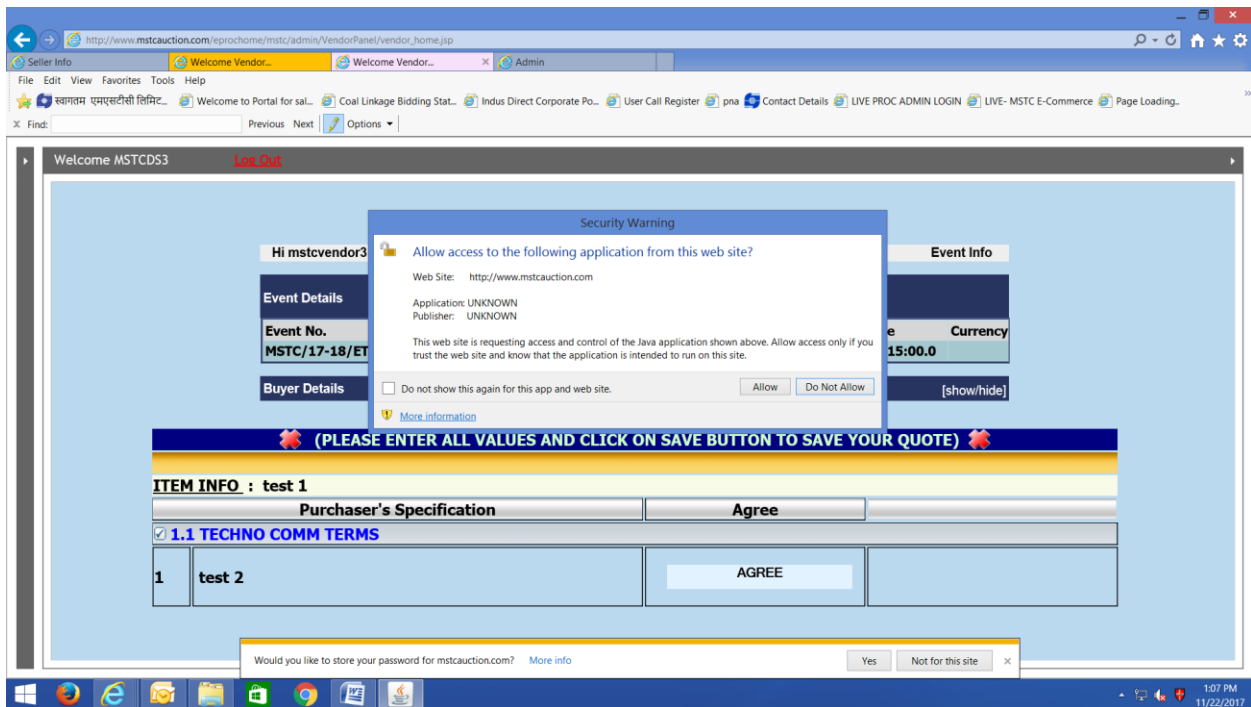 http://www.mstcauction.com/eprochome/mstc/admin/VendorPanel/vendor_home.jsp
Seller Info Welcome Vendor... Welcome Vendor... × Admin
File Edit View Favorites Tools Help
स्वागतम एमएसटीसी लिमिट... Welcome to Portal for sal... Coal Linkage Bidding Stat... Indus Direct Corporate Po... User Call Register pna Contact Details LIVE PROC ADMIN LOGIN LIVE- MSTC E-Commerce Page Loading..
x Find: Previous Next Options
Welcome MSTCDS3 Log Out
Security Warning
Allow access to the following application from this web site?
Web Site: http://www.mstcauction.com
Application: UNKNOWN
Publisher: UNKNOWN
This web site is requesting access and control of the Java application shown above. Allow access only if you
trust the web site and know that the application is intended to run on this site.
Do not show this again for this app and web site. Allow Do Not Allow
More information
Hi mstcvendor3 Event Info
Event Details
Event No. Currency
MSTC/17-18/ET 15:00.0
Buyer Details [show/hide]
(PLEASE ENTER ALL VALUES AND CLICK ON SAVE BUTTON TO SAVE YOUR QUOTE)
ITEM INFO : test 1
Purchaser's Specification Agree
1.1 TECHNO COMM TERMS
1 test 2 AGREE
Would you like to store your password for mstcauction.com? More info Yes Not for this site ×
1:07 PM
11/22/2017